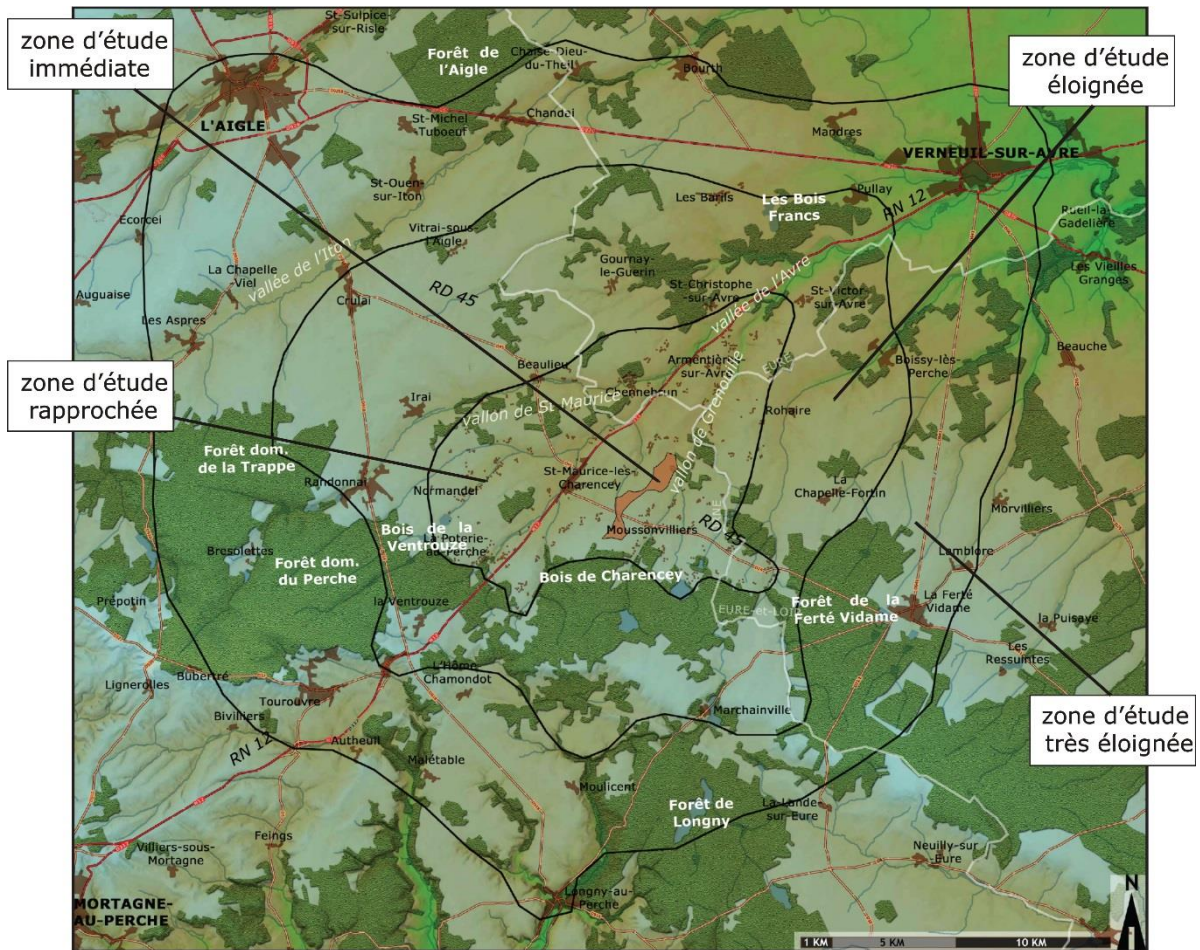 zone d'étude
immédiate
zone d'étude
éloignée
zone d'étude
rapprochée
zone d'étude
très éloignée
St-Sulpice-
sur-Risle
Forêt de
l'Aigle
Chaise-Dieu-
du-Theil
Bourth
L'AIGLE
St-Michel
Tuboeuf
Chandai
Mandres
VERNEUIL-SUR-AVRE
St-Ouen-
sur-Iton
Les Barils
Les Bois
Francs
Pullay
RN 12
Rueil-la
Gadelière
Ecorcei
Vitrai-sous-
l'Aigle
vallée de l'Iton
La Chapelle
-Viel
Gournay-
le-Guerin
Les Vieilles
Granges
Auguaise
Crulai
RD 45
St-Christophe
-sur-Avre
vallée de l'Avre
St-Victor
sur-Avre
Les Aspres
Beaulieu
Armentières
sur-Avre
EURE
Boissy-lès-
Perche
Beauche
Irai
vallon de St Maurice
Chennebrun
vallon de Grenouille
Rohaire
Forêt dom.
de la Trappe
Randonnai
Normandel
St-Maurice-les-
Charencey
La
Chapelle-Fortin
Morvilliers
ORNE
Bois de la
Ventrouze
La Poterie-
au-Perche
Moussonvilliers
RD 45
Bresolettes
Forêt dom.
du Perche
Bois de Charencey
Lamblore
Prépotin
la Ventrouze
EURE-et-LOIR
Forêt de la
Ferté Vidame
La Ferté
Vidame
la Puisaye
Les
Ressuintes
Lignerolles
Bubertré
L'Hôme
Chamondot
Tourouvre
Bivilliers
Marchainville
RN 12
Autheuil
Malétable
Moulicent
Forêt de
Longny
La-Lande-
sur-Eure
Feings
Villiers-sous-
Mortagne
Neuilly-sur
-Eure
MORTAGNE-
AU-PERCHE
Longny-au-
Perche
N
1 KM 5 KM 10 KM